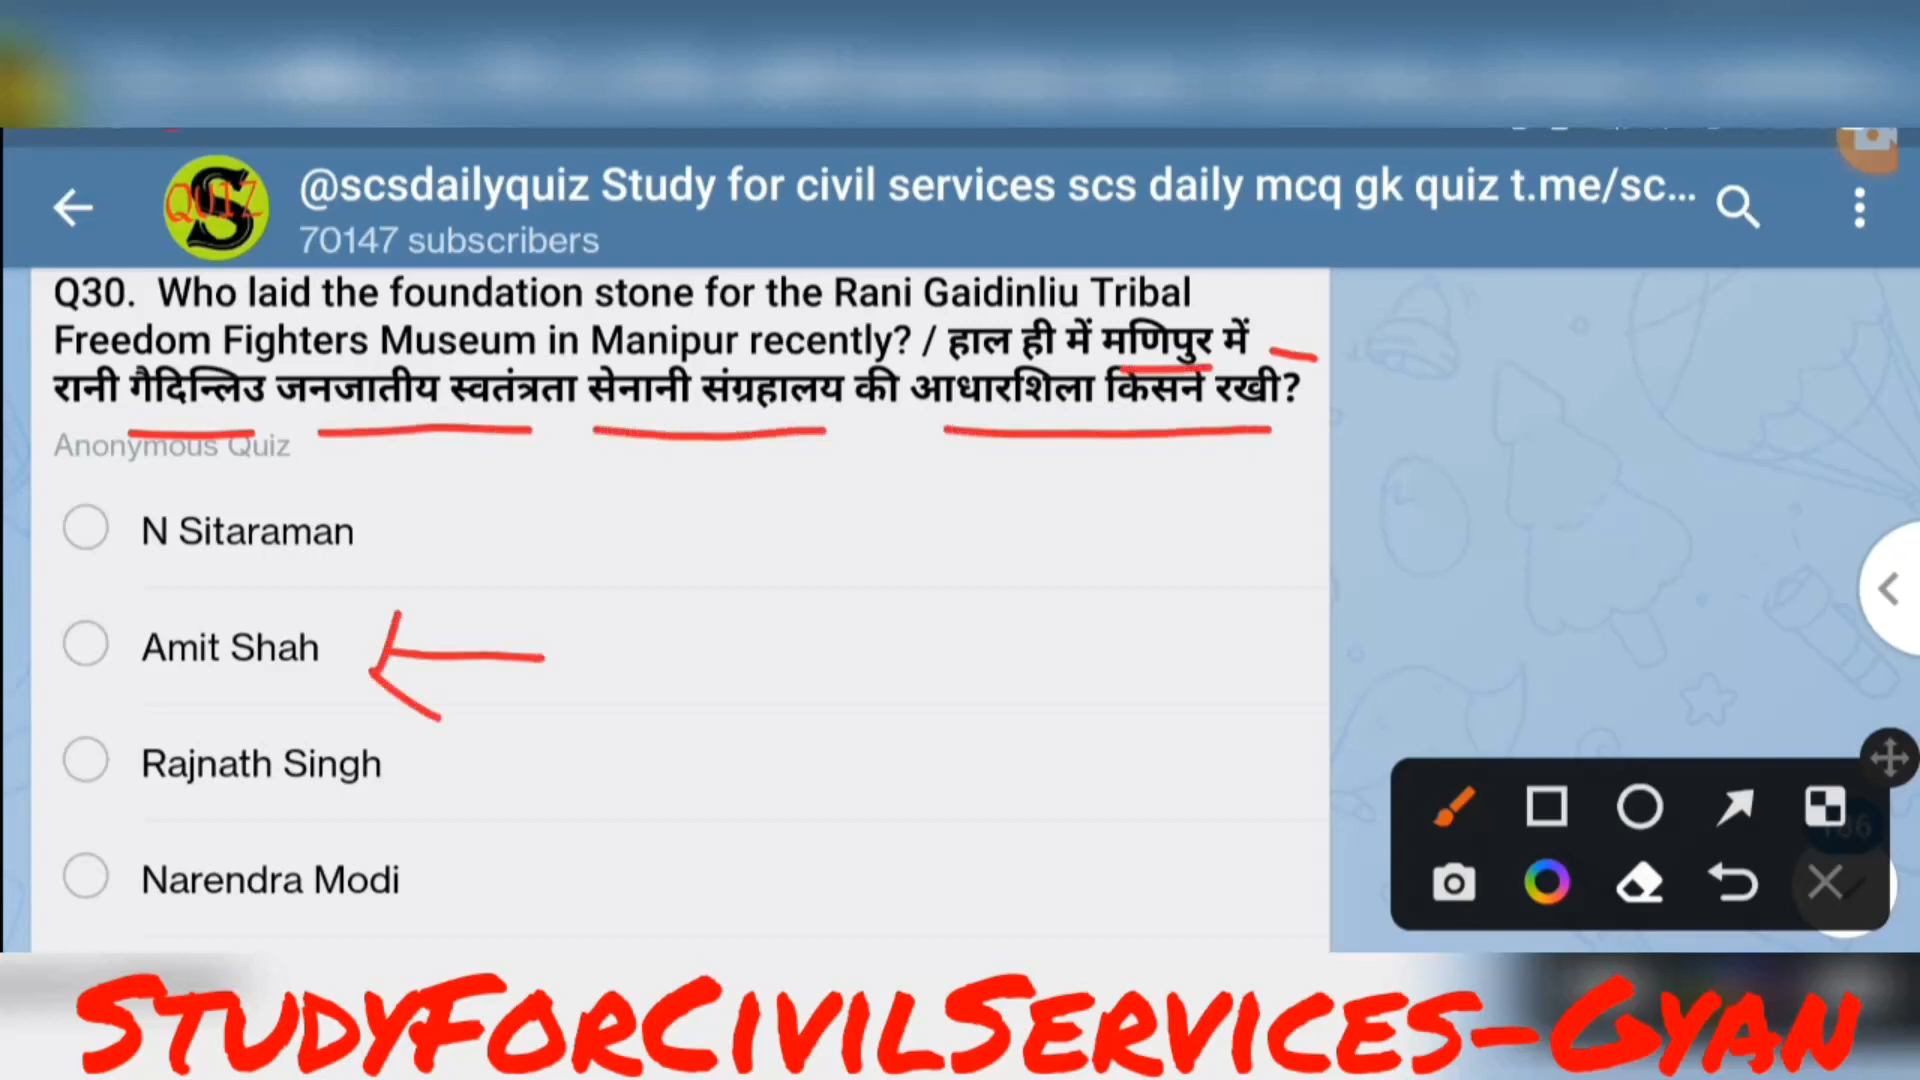 QUIZ S
@scsdailyquiz Study for civil services scs daily mcq gk quiz t.me/sc...
70147 subscribers
Q30. Who laid the foundation stone for the Rani Gaidinliu Tribal
Freedom Fighters Museum in Manipur recently? / हाल ही में मणिपुर में
रानी गैदिन्लिउ जनजातीय स्वतंत्रता सेनानी संग्रहालय की आधारशिला किसने रखी?
Anonymous Quiz
N Sitaraman
Amit Shah
Rajnath Singh
Narendra Modi
StudyForCivilServices-Gyan